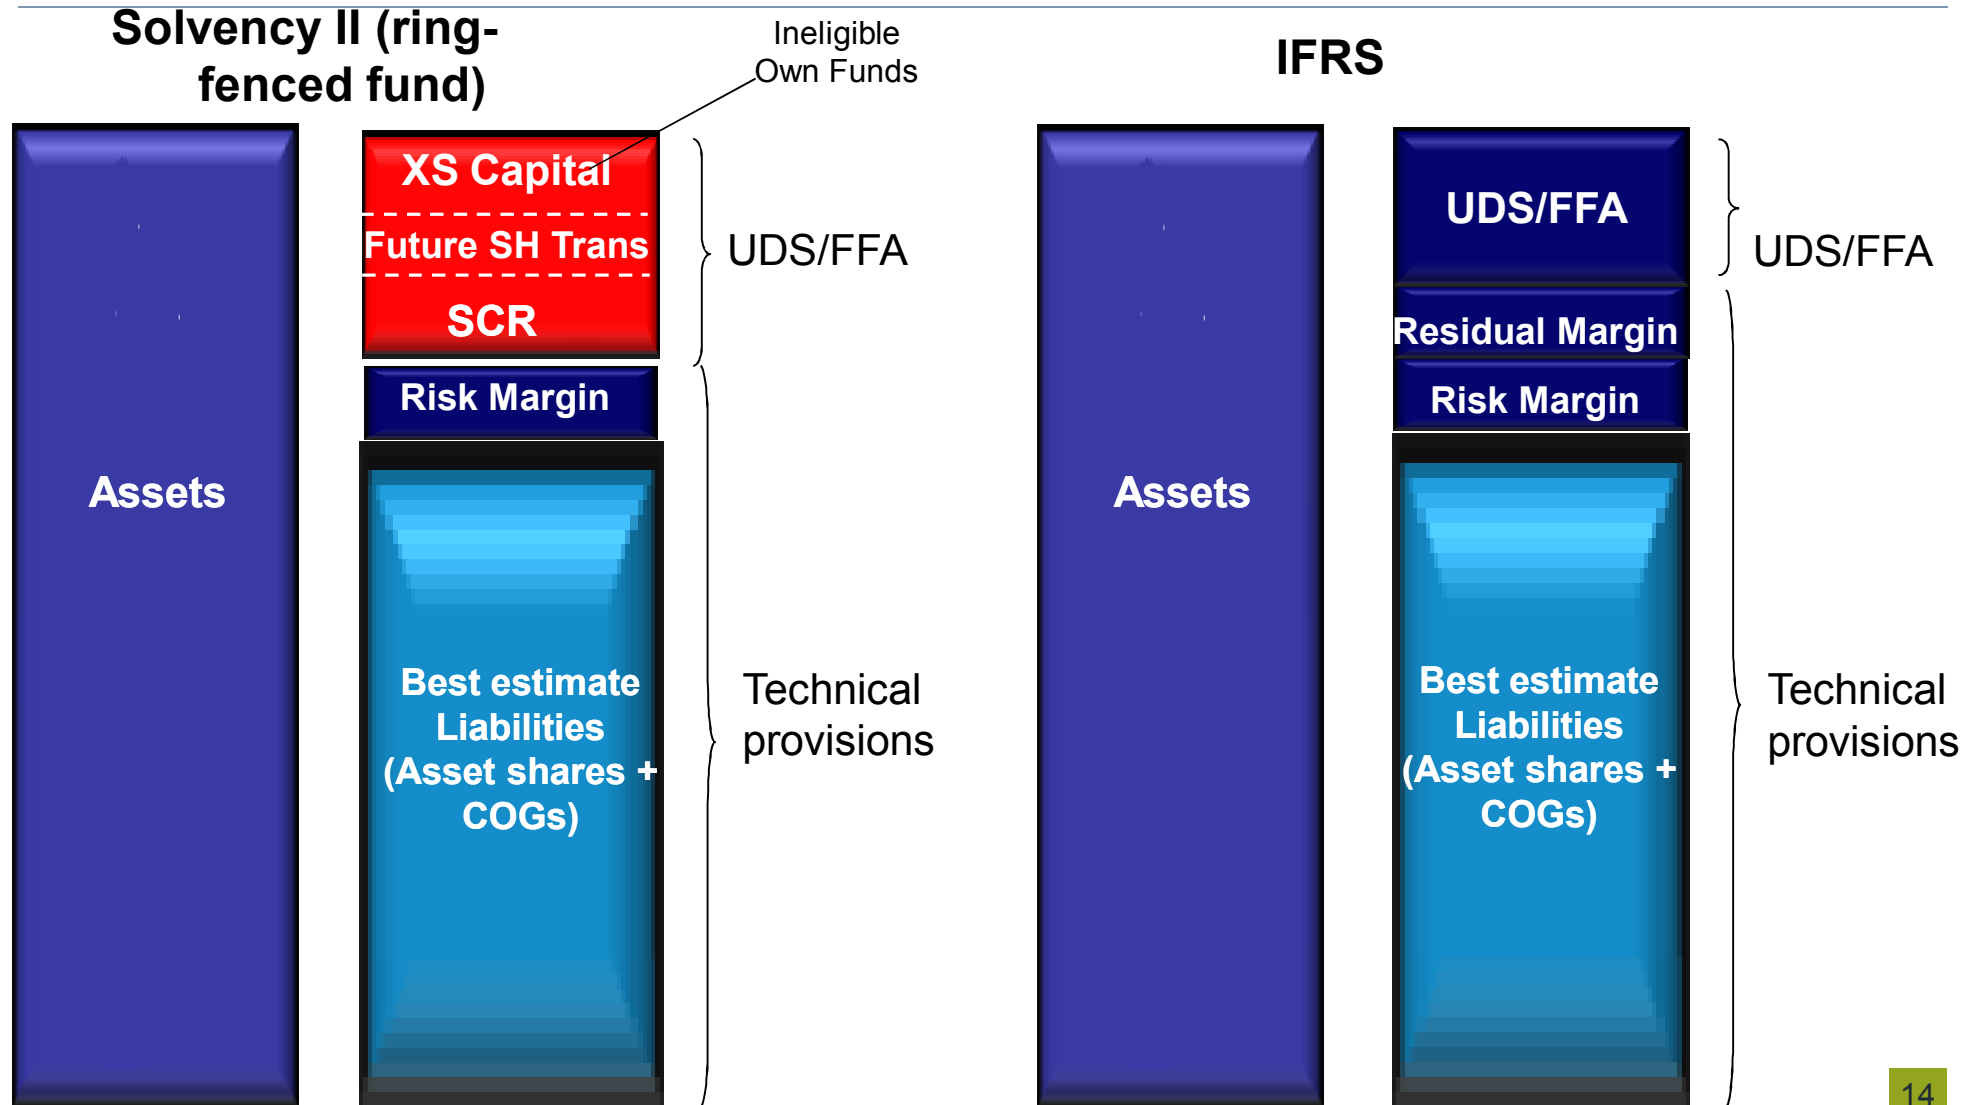 Solvency II (ring-
fenced fund)
Ineligible
Own Funds
IFRS
Assets
XS Capital
Future SH Trans
SCR
UDS/FFA
Risk Margin
Best estimate
Liabilities
(Asset shares +
COGs)
Technical
provisions
Assets
UDS/FFA
UDS/FFA
Residual Margin
Risk Margin
Best estimate
Liabilities
(Asset shares +
COGs)
Technical
provisions
14